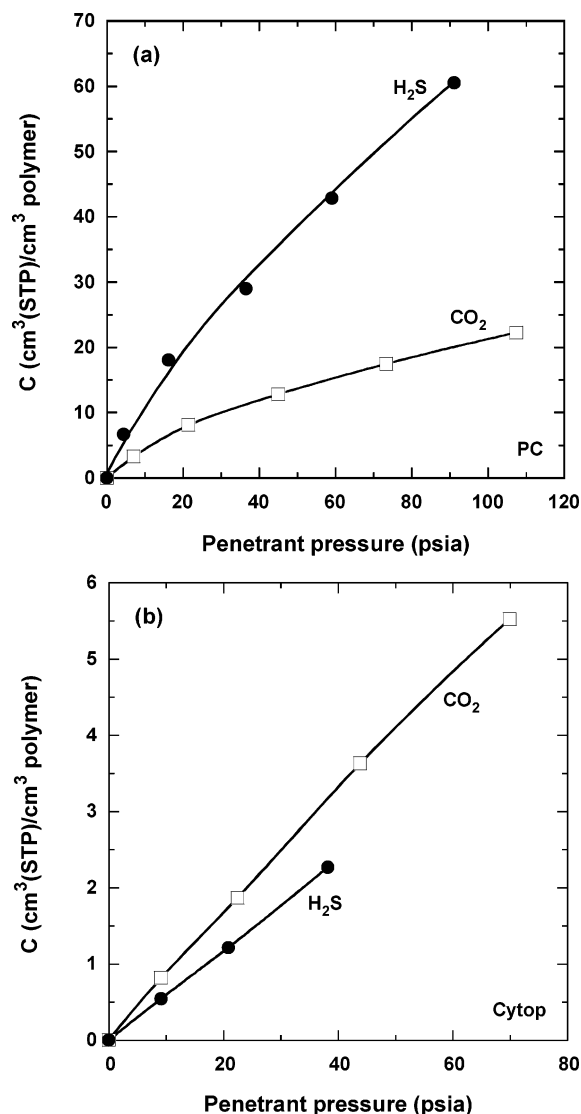 (a)
70
60
50
40
30
20
10
0
C (cm³(STP)/cm³ polymer)
H₂S
CO₂
PC
0 20 40 60 80 100 120
Penetrant pressure (psia)
(b)
6
5
4
3
2
1
0
C (cm³(STP)/cm³ polymer)
CO₂
H₂S
Cytop
0 20 40 60 80
Penetrant pressure (psia)